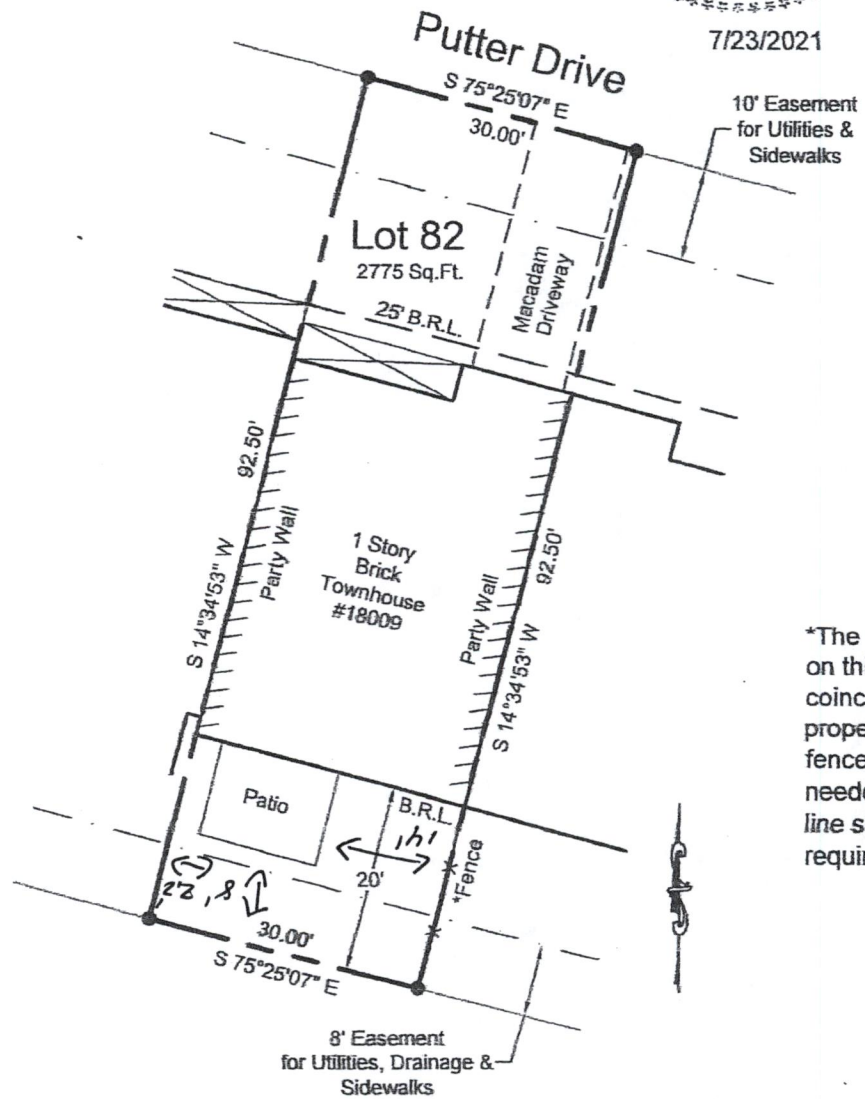 7/23/2021
Putter Drive
S 75°25'07" E
30.00'
10' Easement
for Utilities &
Sidewalks
Lot 82
2775 Sq.Ft.
25' B.R.L.
Macadam
Driveway
92.50'
S 14°34'53" W
Party Wall
1 Story
Brick
Townhouse
#18009
Party Wall
92.50'
S 14°34'53" W
*The
on th
coinc
prope
fence
neede
line s
requir
Patio
B.R.L.
14'
20'
*Fence
8'
30.00'
S 75°25'07" E
8' Easement
for Utilities, Drainage &
Sidewalks